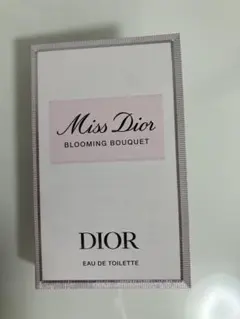 Miss Dior
BLOOMING BOUQUET
DIOR
EAU DE TOILETTE